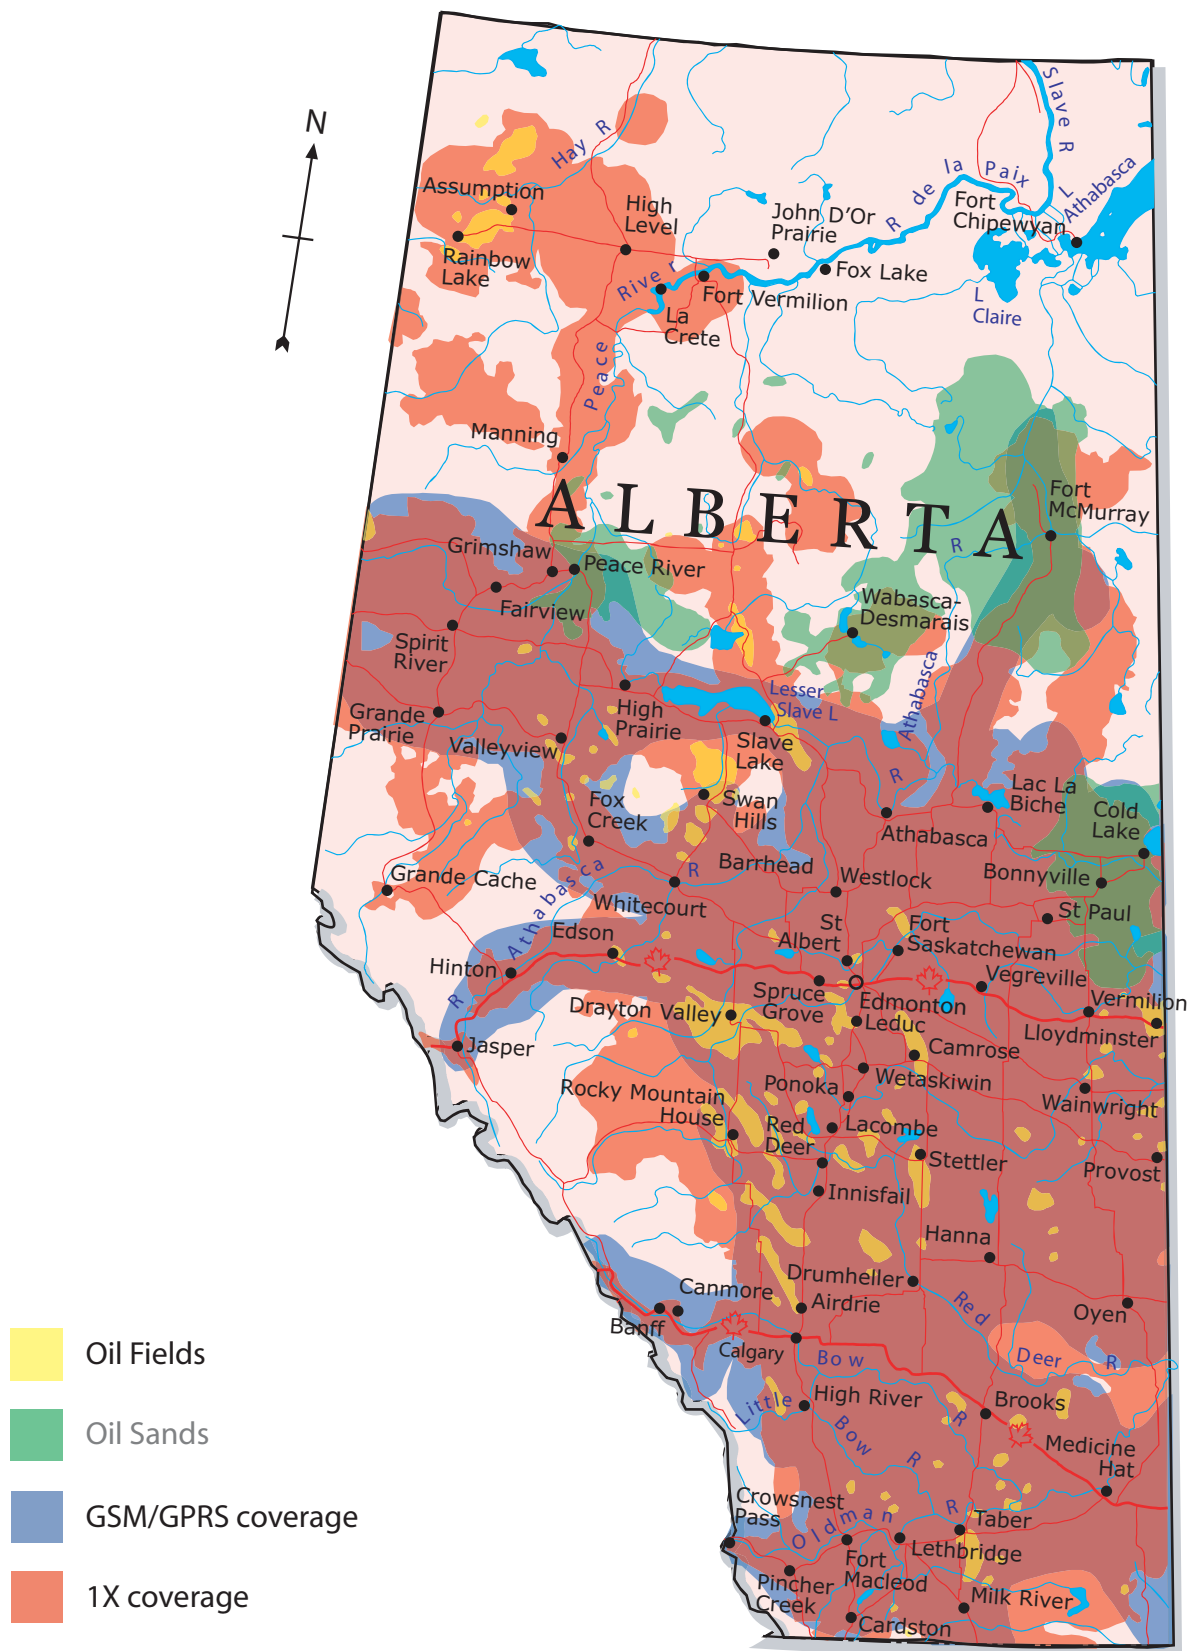 N
Slave R
Hay R
Assumption
Rainbow
Lake
High
Level
John D'Or
Prairie
R de la Paix
Fort
Chipewyan
L
Athabasca
Fox Lake
Fort Vermilion
River
La
Crete
L
Claire
Peace
Manning
ALBERTA
Fort
McMurray
R
Grimshaw
Peace River
Fairview
Wabasca-
Desmarais
Spirit
River
Athabasca
Lesser
Slave L
High
Prairie
Grande
Prairie
Valleyview
Slave
Lake
R
Fox
Creek
Swan
Hills
Lac La
Biche
Cold
Lake
Athabasca
Barrhead
Westlock
Bonnyville
Grande Cache
R
Athabasca
Whitecourt
St Paul
Edson
St
Albert
Fort
Saskatchewan
Hinton
R
Spruce
Grove
Edmonton
Vegreville
Vermilion
Drayton Valley
Leduc
Lloydminster
Jasper
Camrose
Wetaskiwin
Ponoka
Wainwright
Rocky Mountain
House
Red
Deer
Lacombe
Stettler
Provost
Innisfail
Hanna
Drumheller
Canmore
Airdrie
Red
Oyen
Banff
Calgary
Bow
Deer R
Little
High River
Brooks
R
Bow
R
Medicine
Hat
Crowsnest
Pass
Oldman
R
Taber
Lethbridge
Fort
Macleod
Pincher
Creek
Milk River
Cardston
Oil Fields
Oil Sands
GSM/GPRS coverage
1X coverage